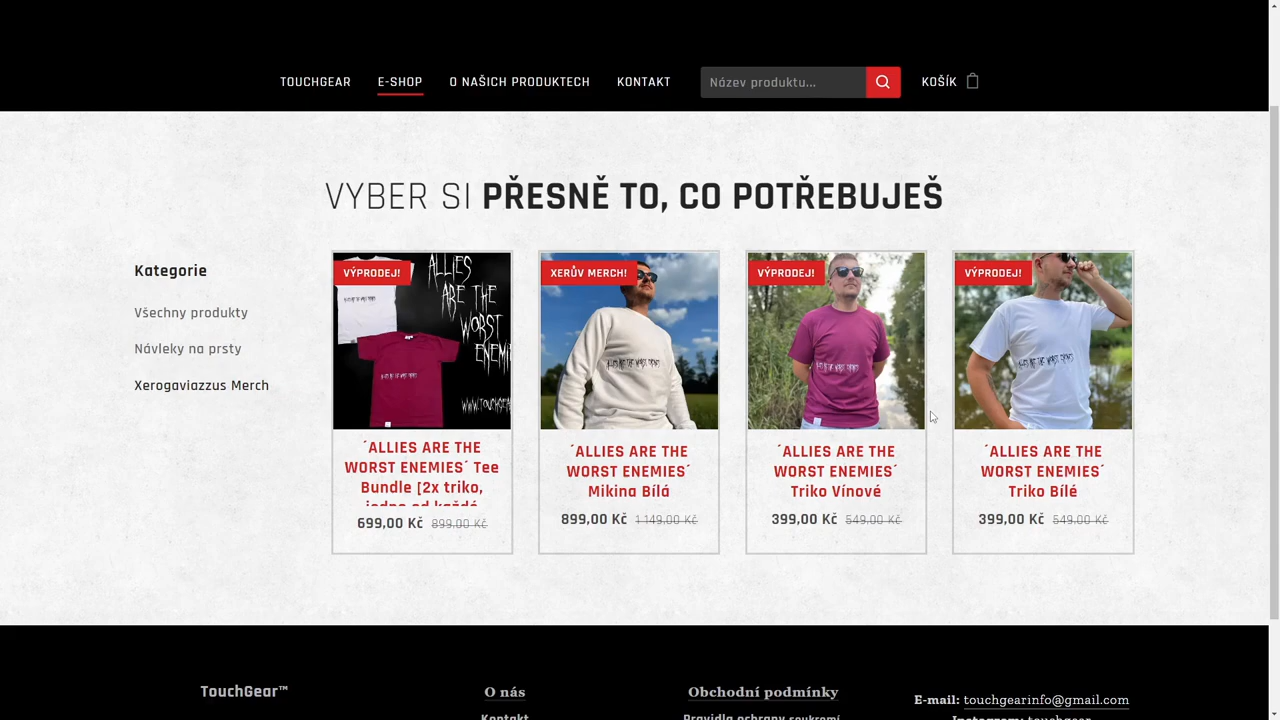 TOUCHGEAR E-SHOP O NAŠICH PRODUKTECH KONTAKT Název produktu... KOŠÍK
VYBER SI PŘESNĚ TO, CO POTŘEBUJEŠ
Kategorie
Všechny produkty
Návleky na prsty
Xerogaviazzus Merch
VÝPRODEJ!
ALLIES
ARE THE
WORST
´ALLIES ARE THE
WORST ENEMIES´ Tee
Bundle [2x triko,
699,00 Kč 899,00 Kč
XERŮV MERCH!
´ALLIES ARE THE
WORST ENEMIES´
Mikina Bílá
899,00 Kč 1 149,00 Kč
VÝPRODEJ!
´ALLIES ARE THE
WORST ENEMIES´
Triko Vínové
399,00 Kč 549,00 Kč
VÝPRODEJ!
´ALLIES ARE THE
WORST ENEMIES´
Triko Bílé
399,00 Kč 549,00 Kč
TouchGear™
O nás
Kontakt
Obchodní podmínky
Pravidla ochrany soukromí
E-mail: touchgearinfo@gmail.com
Instagram: touchgear